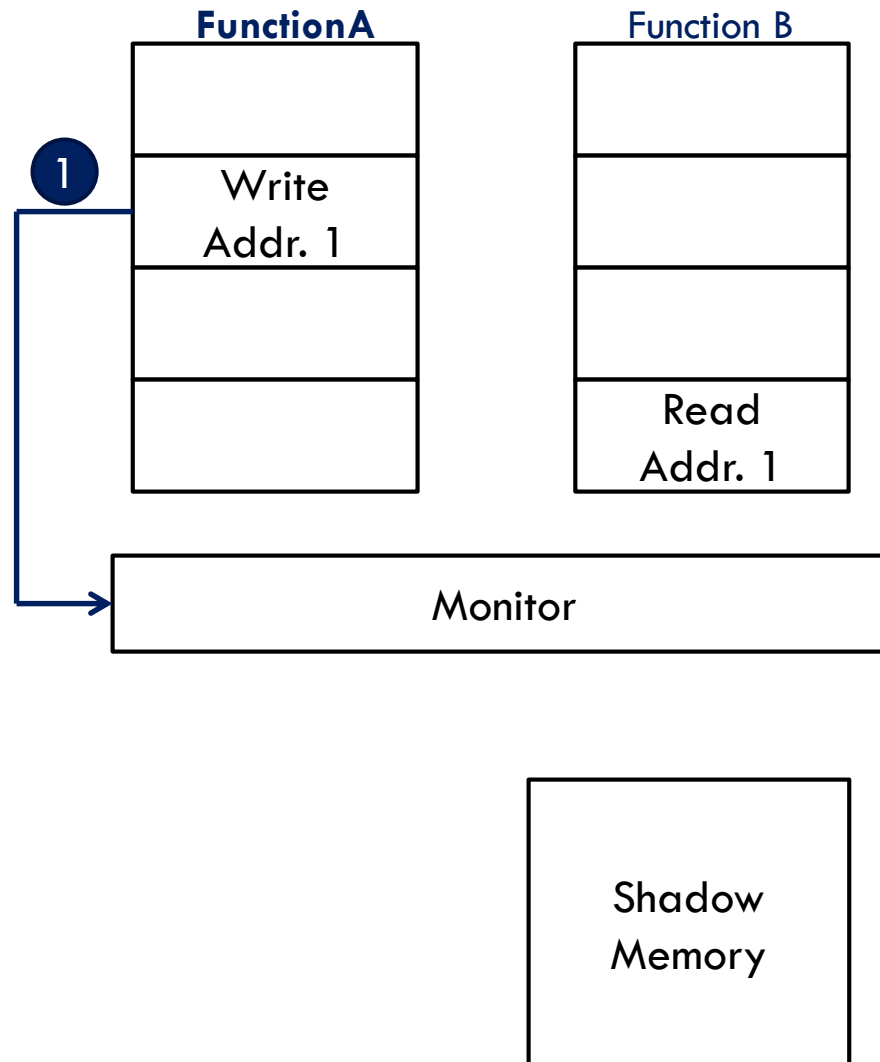 FunctionA
Function B
1
Write
Addr. 1
Read
Addr. 1
Monitor
Shadow
Memory